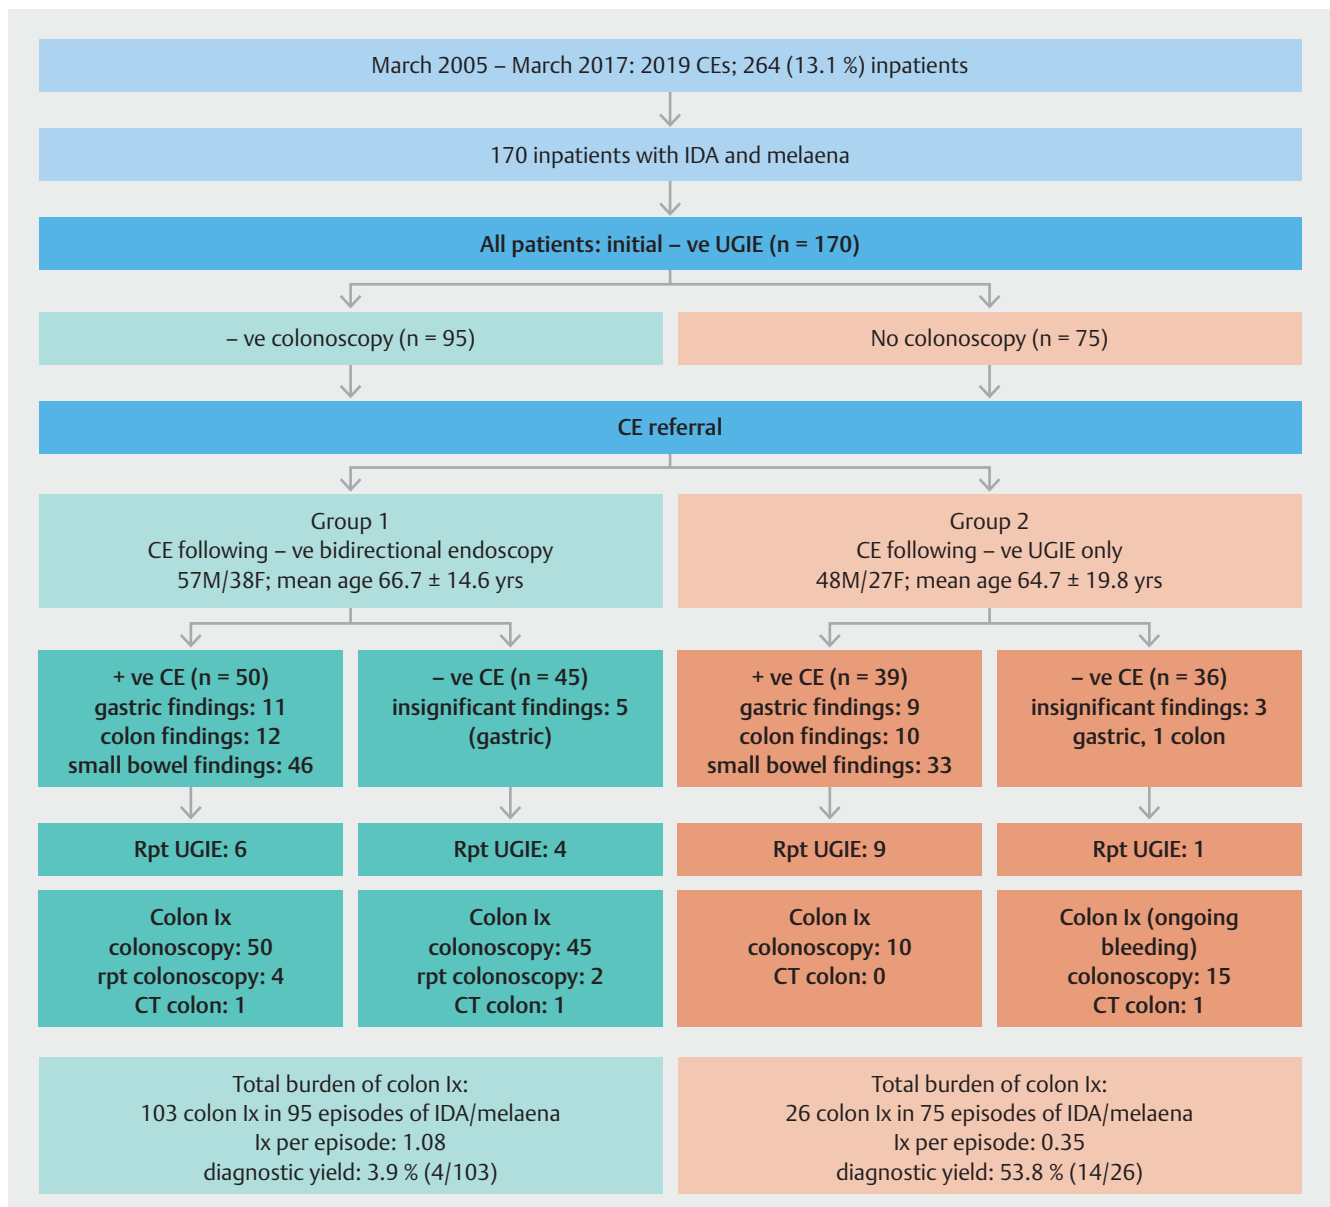 March 2005 – March 2017: 2019 CEs; 264 (13.1 %) inpatients
170 inpatients with IDA and melaena
All patients: initial – ve UGIE (n = 170)
– ve colonoscopy (n = 95)
No colonoscopy (n = 75)
CE referral
Group 1
CE following – ve bidirectional endoscopy
57M/38F; mean age 66.7 ± 14.6 yrs
Group 2
CE following – ve UGIE only
48M/27F; mean age 64.7 ± 19.8 yrs
+ ve CE (n = 50)
gastric findings: 11
colon findings: 12
small bowel findings: 46
– ve CE (n = 45)
insignificant findings: 5
(gastric)
+ ve CE (n = 39)
gastric findings: 9
colon findings: 10
small bowel findings: 33
– ve CE (n = 36)
insignificant findings: 3
gastric, 1 colon
Rpt UGIE: 6
Rpt UGIE: 4
Rpt UGIE: 9
Rpt UGIE: 1
Colon Ix
colonoscopy: 50
rpt colonoscopy: 4
CT colon: 1
Colon Ix
colonoscopy: 45
rpt colonoscopy: 2
CT colon: 1
Colon Ix
colonoscopy: 10
CT colon: 0
Colon Ix (ongoing
bleeding)
colonoscopy: 15
CT colon: 1
Total burden of colon Ix:
103 colon Ix in 95 episodes of IDA/melaena
Ix per episode: 1.08
diagnostic yield: 3.9 % (4/103)
Total burden of colon Ix:
26 colon Ix in 75 episodes of IDA/melaena
Ix per episode: 0.35
diagnostic yield: 53.8 % (14/26)